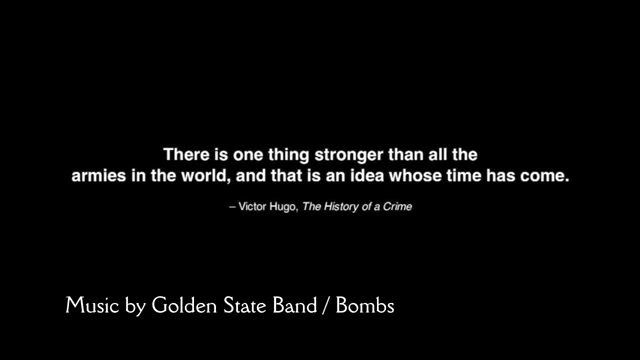 There is one thing stronger than all the
armies in the world, and that is an idea whose time has come.
– Victor Hugo, The History of a Crime
Music by Golden State Band / Bombs